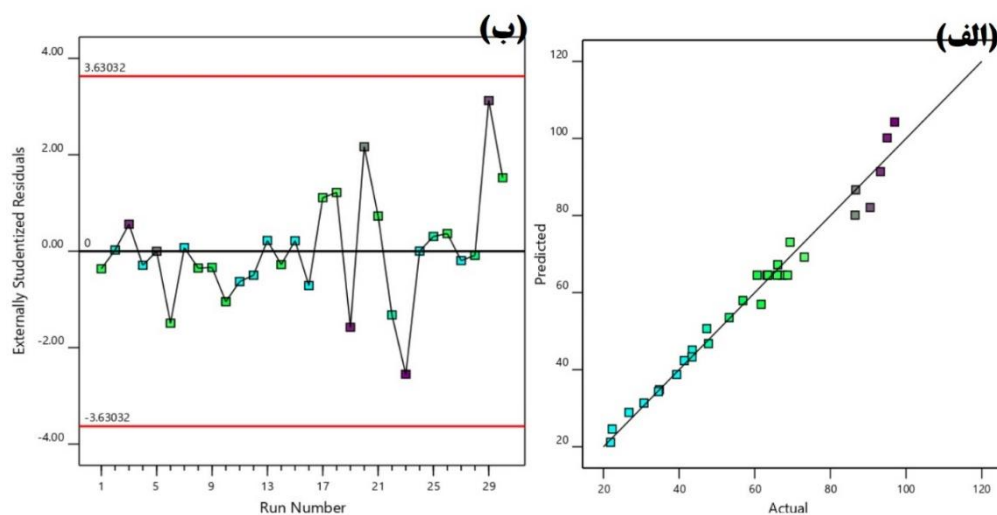 (ب)
4.00
3.63032
2.00
0
0.00
-2.00
-3.63032
-4.00
Externally Studentized Residuals
1 5 9 13 17 21 25 29
Run Number
(الف)
120
100
80
60
40
20
Predicted
20 40 60 80 100 120
Actual